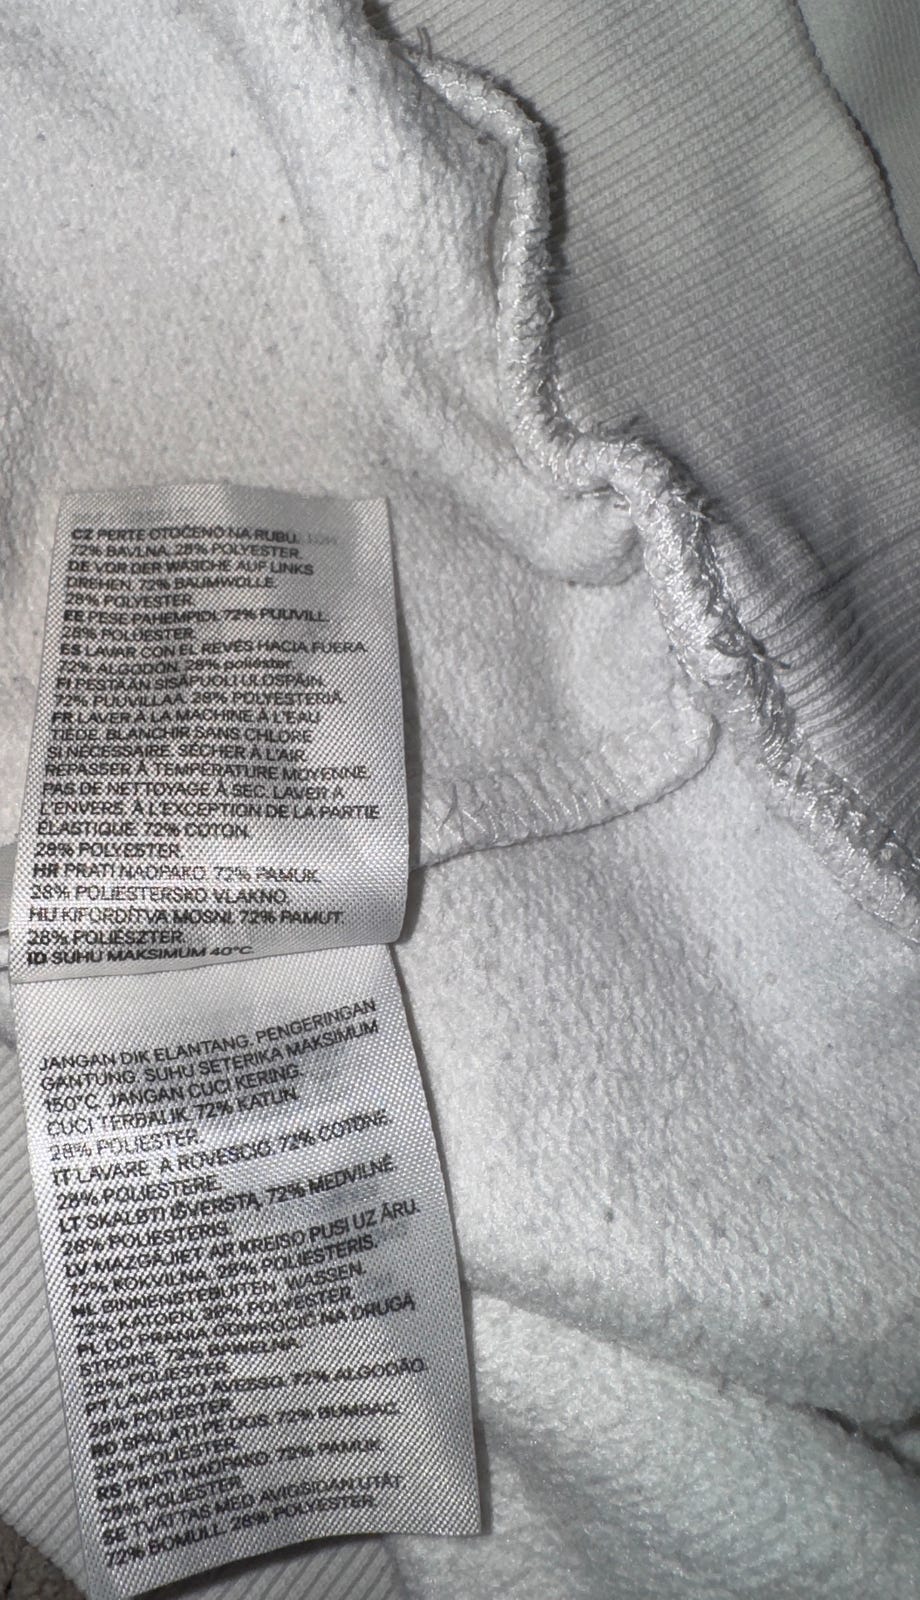 CZ PERTE OTOČENO NA RUBU.
72% BAVLNA. 28% POLYESTER.
DE VOR DER WÄSCHE AUF LINKS
DREHEN. 72% BAUMWOLLE.
28% POLYESTER.
EE PESE PAHEMPIDI. 72% PUUVILL.
28% POLÜESTER.
ES LAVAR CON EL REVÉS HACIA FUERA.
72% ALGODÓN. 28% poliéster.
FI PESTÄÄN SISÄPUOLI ULOSPÄIN.
72% PUUVILLAA. 28% POLYESTERIÄ.
FR LAVER À LA MACHINE À L'EAU
TIÈDE. BLANCHIR SANS CHLORE
SI NÉCESSAIRE. SÉCHER À L'AIR.
REPASSER À TEMPÉRATURE MOYENNE.
PAS DE NETTOYAGE À SEC. LAVER À
L'ENVERS, À L'EXCEPTION DE LA PARTIE
ÉLASTIQUE. 72% COTON.
28% POLYESTER.
HR PRATI NAOPAKO. 72% PAMUK.
28% POLIESTERSKO VLAKNO.
HU KIFORDÍTVA MOSNI. 72% PAMUT.
28% POLIÉSZTER.
ID SUHU MAKSIMUM 40°C.
JANGAN DIK ELANTANG. PENGERINGAN
GANTUNG. SUHU SETERIKA MAKSIMUM
150°C. JANGAN CUCI KERING.
CUCI TERBALIK. 72% KATUN.
28% POLIESTER.
IT LAVARE A ROVESCIO. 72% COTONE.
28% POLIESTERE.
LT SKALBTI IŠVERSTĄ. 72% MEDVILNĖ.
28% POLIESTERIS.
LV MAZGĀJIET AR KREISO PUSI UZ ĀRU.
72% KOKVILNA. 28% POLIESTERIS.
NL BINNENSTEBUITEN WASSEN.
72% KATOEN. 28% POLYESTER.
PL DO PRANIA ODWRÓCIĆ NA DRUGĄ
STRONĘ. 72% BAWEŁNA.
28% POLIESTER.
PT LAVAR DO AVESSO. 72% ALGODÃO.
28% POLIÉSTER.
RO SPĂLAȚI PE DOS. 72% BUMBAC.
28% POLIESTER.
RS PRATI NAOPAKO. 72% PAMUK.
28% POLIESTER.
SE TVÄTTAS MED AVIGSIDAN UTÅT.
72% BOMULL. 28% POLYESTER.